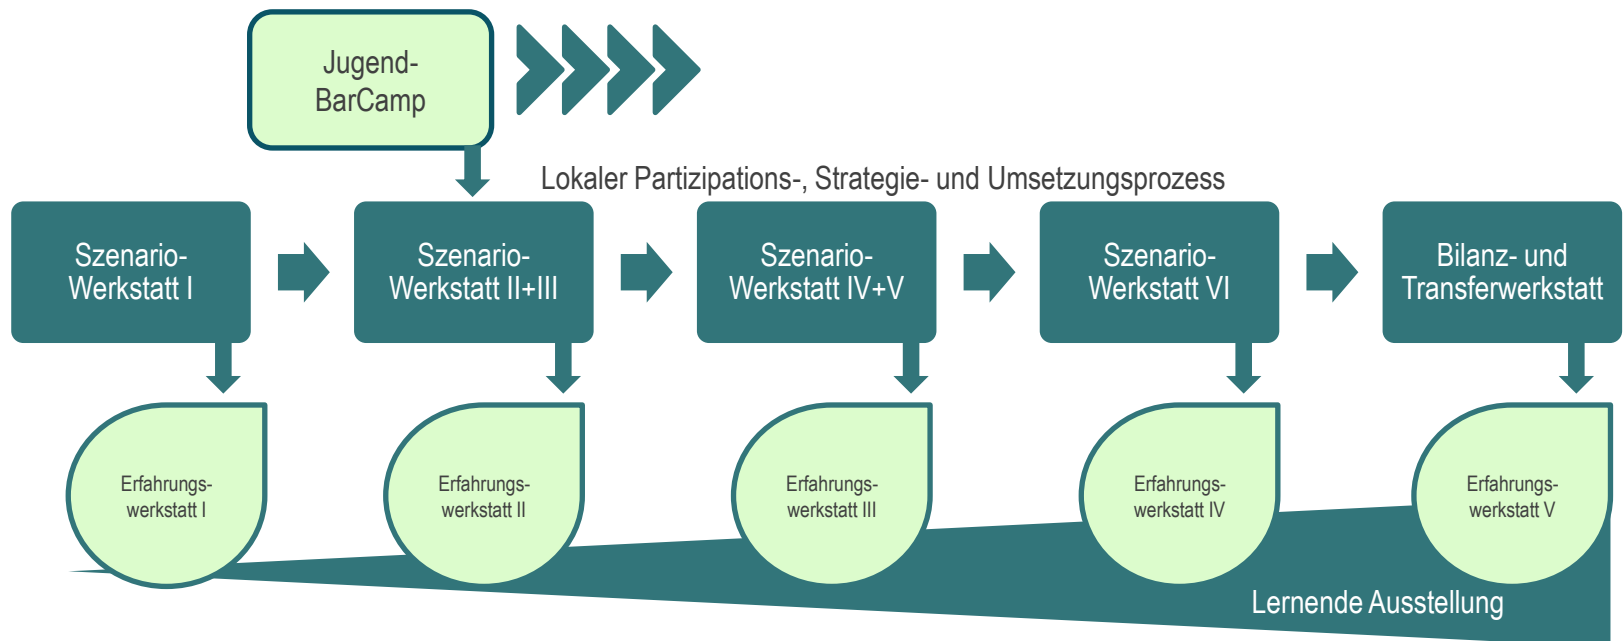 Jugend-
BarCamp
Lokaler Partizipations-, Strategie- und Umsetzungsprozess
Szenario-
Werkstatt I
Szenario-
Werkstatt II+III
Szenario-
Werkstatt IV+V
Szenario-
Werkstatt VI
Bilanz- und
Transferwerkstatt
Erfahrungs-
werkstatt I
Erfahrungs-
werkstatt II
Erfahrungs-
werkstatt III
Erfahrungs-
werkstatt IV
Erfahrungs-
werkstatt V
Lernende Ausstellung